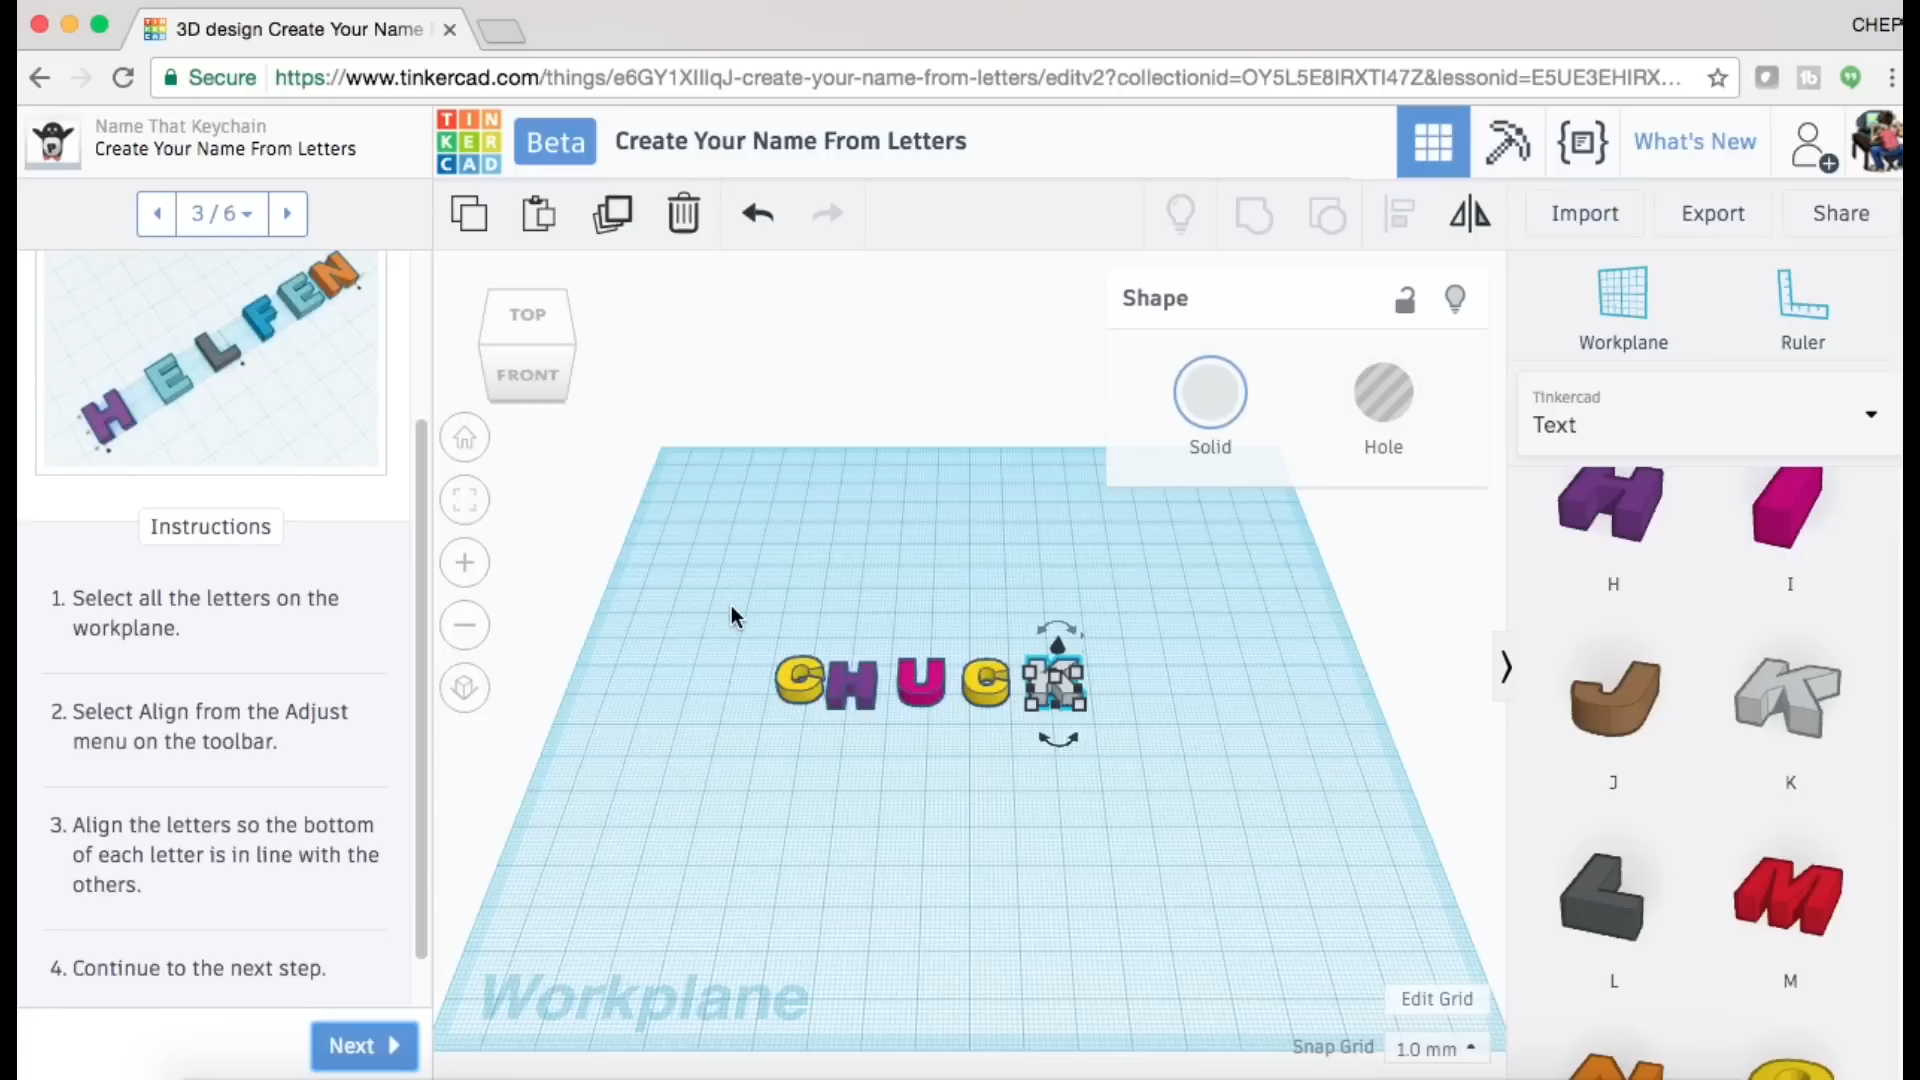 3D design Create Your Name
CHEP
Secure https://www.tinkercad.com/things/e6GY1XIIIqJ-create-your-name-from-letters/editv2?collectionid=OY5L5E8IRXTI47Z&lessonid=E5UE3EHIRX...
Name That Keychain
Create Your Name From Letters
TIN
KER
CAD
Beta
Create Your Name From Letters
What's New
3 / 6
Import
Export
Share
HELFEN
TOP
FRONT
Shape
Solid
Hole
Workplane
Ruler
Tinkercad
Text
Instructions
1. Select all the letters on the
workplane.
2. Select Align from the Adjust
menu on the toolbar.
3. Align the letters so the bottom
of each letter is in line with the
others.
4. Continue to the next step.
Next
CHUCK
H
I
J
K
L
M
Workplane
Edit Grid
Snap Grid 1.0 mm